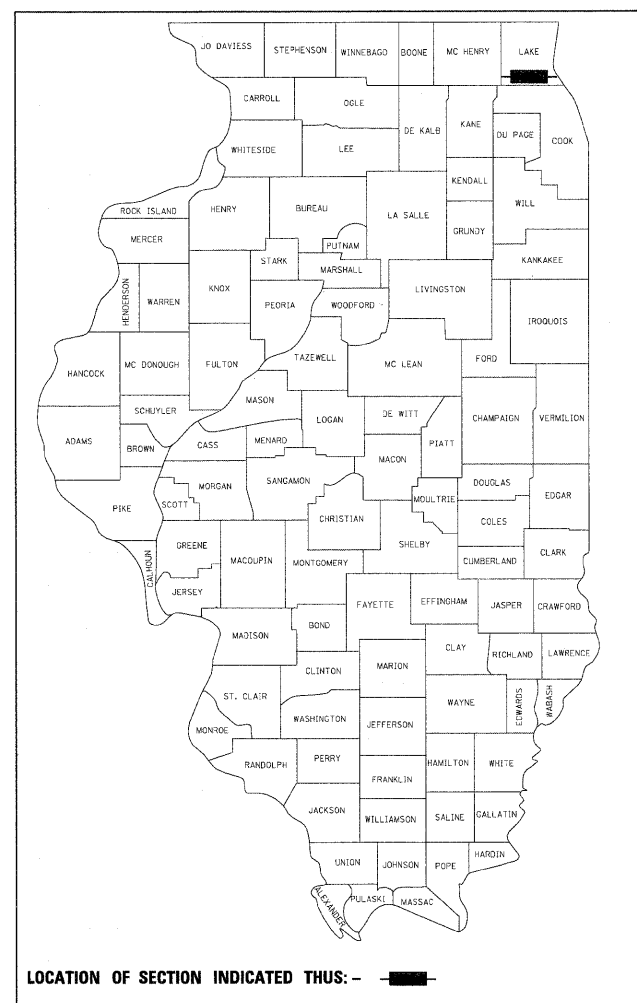 JO DAVIESS STEPHENSON WINNEBAGO BOONE MC HENRY LAKE
CARROLL OGLE
DE KALB KANE DU PAGE COOK
WHITESIDE LEE
KENDALL
WILL
ROCK ISLAND HENRY BUREAU LA SALLE
GRUNDY
MERCER PUTNAM
STARK MARSHALL KANKAKEE
HENDERSON WARREN KNOX PEORIA WOODFORD LIVINGSTON
IROQUOIS
HANCOCK MC DONOUGH FULTON TAZEWELL MC LEAN FORD
MASON
SCHUYLER LOGAN DE WITT CHAMPAIGN VERMILION
ADAMS BROWN CASS MENARD PIATT
MACON
MORGAN SANGAMON DOUGLAS
PIKE SCOTT MOULTRIE EDGAR
CHRISTIAN COLES
GREENE MACOUPIN MONTGOMERY SHELBY CUMBERLAND CLARK
CALHOUN JERSEY
FAYETTE EFFINGHAM JASPER CRAWFORD
MADISON BOND
CLAY RICHLAND LAWRENCE
CLINTON MARION
ST. CLAIR WAYNE EDWARDS WABASH
WASHINGTON JEFFERSON
MONROE
RANDOLPH PERRY HAMILTON WHITE
FRANKLIN
JACKSON WILLIAMSON SALINE GALLATIN
UNION JOHNSON POPE HARDIN
ALEXANDER PULASKI MASSAC
LOCATION OF SECTION INDICATED THUS: -